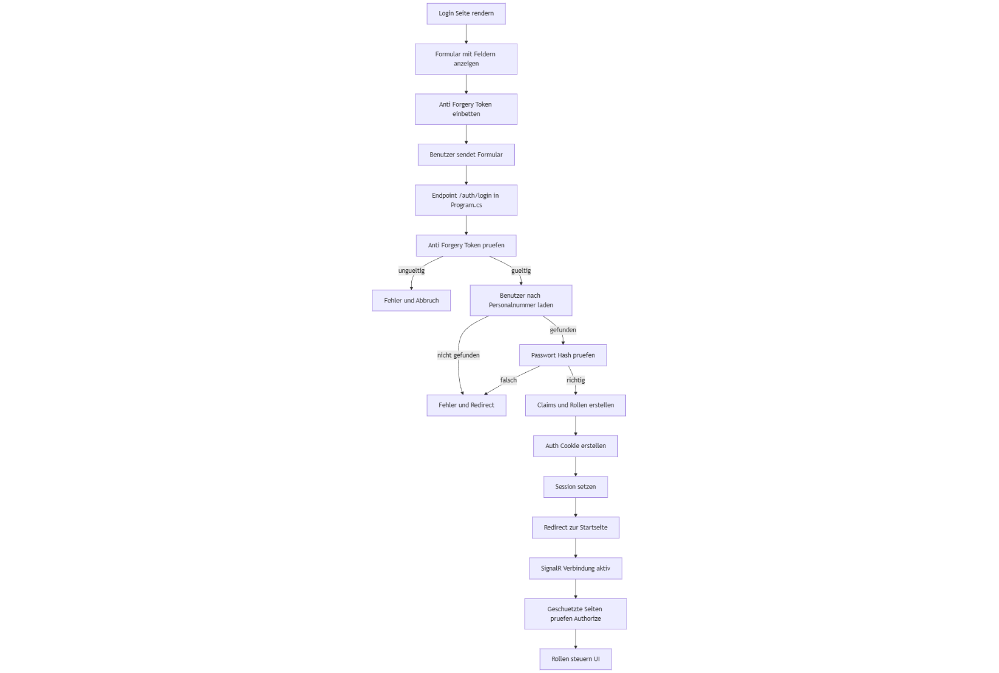 Login Seite rendern
Formular mit Feldern
anzeigen
Anti Forgery Token
einbetten
Benutzer sendet Formular
Endpoint /auth/login in
Program.cs
Anti Forgery Token pruefen
ungueltig
gueltig
Fehler und Abbruch
Benutzer nach
Personalnummer laden
gefunden
nicht gefunden
Passwort Hash pruefen
falsch
richtig
Fehler und Redirect
Claims und Rollen erstellen
Auth Cookie erstellen
Session setzen
Redirect zur Startseite
SignalR Verbindung aktiv
Geschuetzte Seiten
pruefen Authorize
Rollen steuern UI